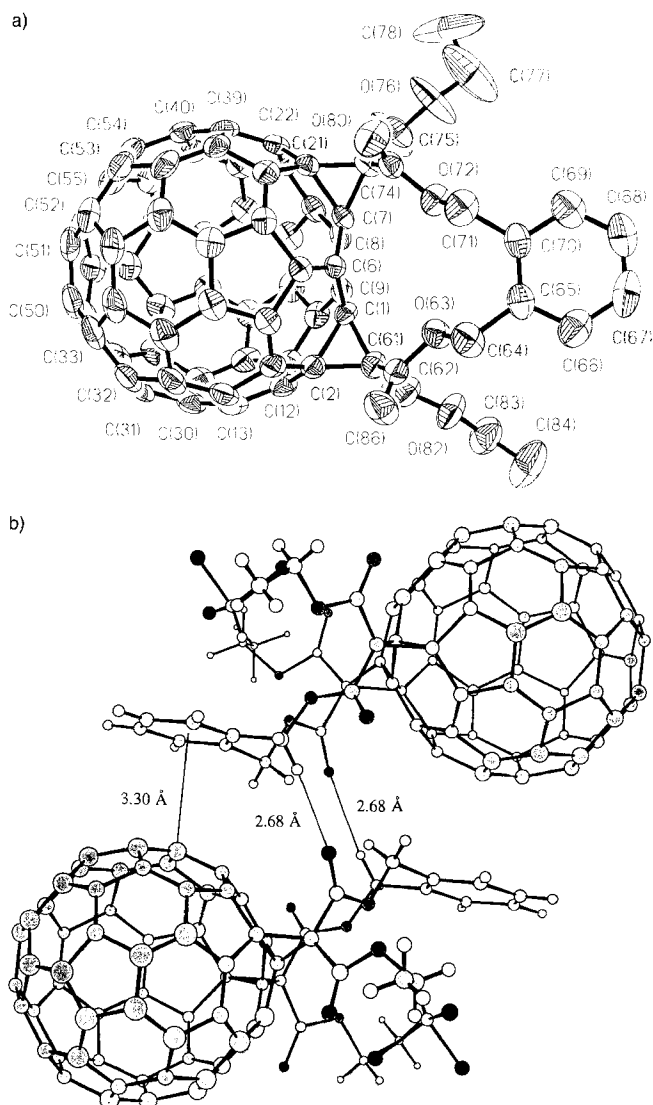 a)
C(78)
C(77)
O(76)
O(80)
C(75)
O(72)
C(74)
C(71)
C(69)
C(68)
C(70)
C(65)
C(67)
C(66)
C(64)
O(63)
C(61)
C(62)
C(83)
C(84)
O(82)
C(86)
C(39)
C(40)
C(22)
C(21)
C(54)
C(53)
C(55)
C(52)
C(51)
C(50)
C(33)
C(32)
C(31)
C(30)
C(13)
C(12)
C(2)
C(7)
C(8)
C(6)
C(9)
C(1)
b)
3.30 Å
2.68 Å
2.68 Å